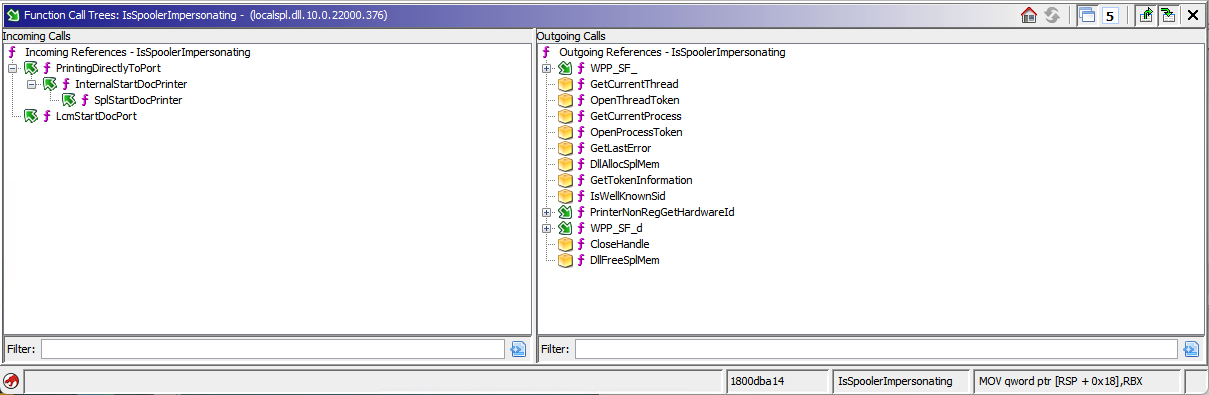 Function Call Trees: IsSpoolerImpersonating - (localspl.dll.10.0.22000.376)
5
Incoming Calls
Incoming References - IsSpoolerImpersonating
PrintingDirectlyToPort
InternalStartDocPrinter
SplStartDocPrinter
LcmStartDocPort
Filter:
Outgoing Calls
Outgoing References - IsSpoolerImpersonating
WPP_SF_
GetCurrentThread
OpenThreadToken
GetCurrentProcess
OpenProcessToken
GetLastError
DllAllocSplMem
GetTokenInformation
IsWellKnownSid
PrinterNonRegGetHardwareId
WPP_SF_d
CloseHandle
DllFreeSplMem
Filter:
1800dba14
IsSpoolerImpersonating
MOV qword ptr [RSP + 0x18],RBX